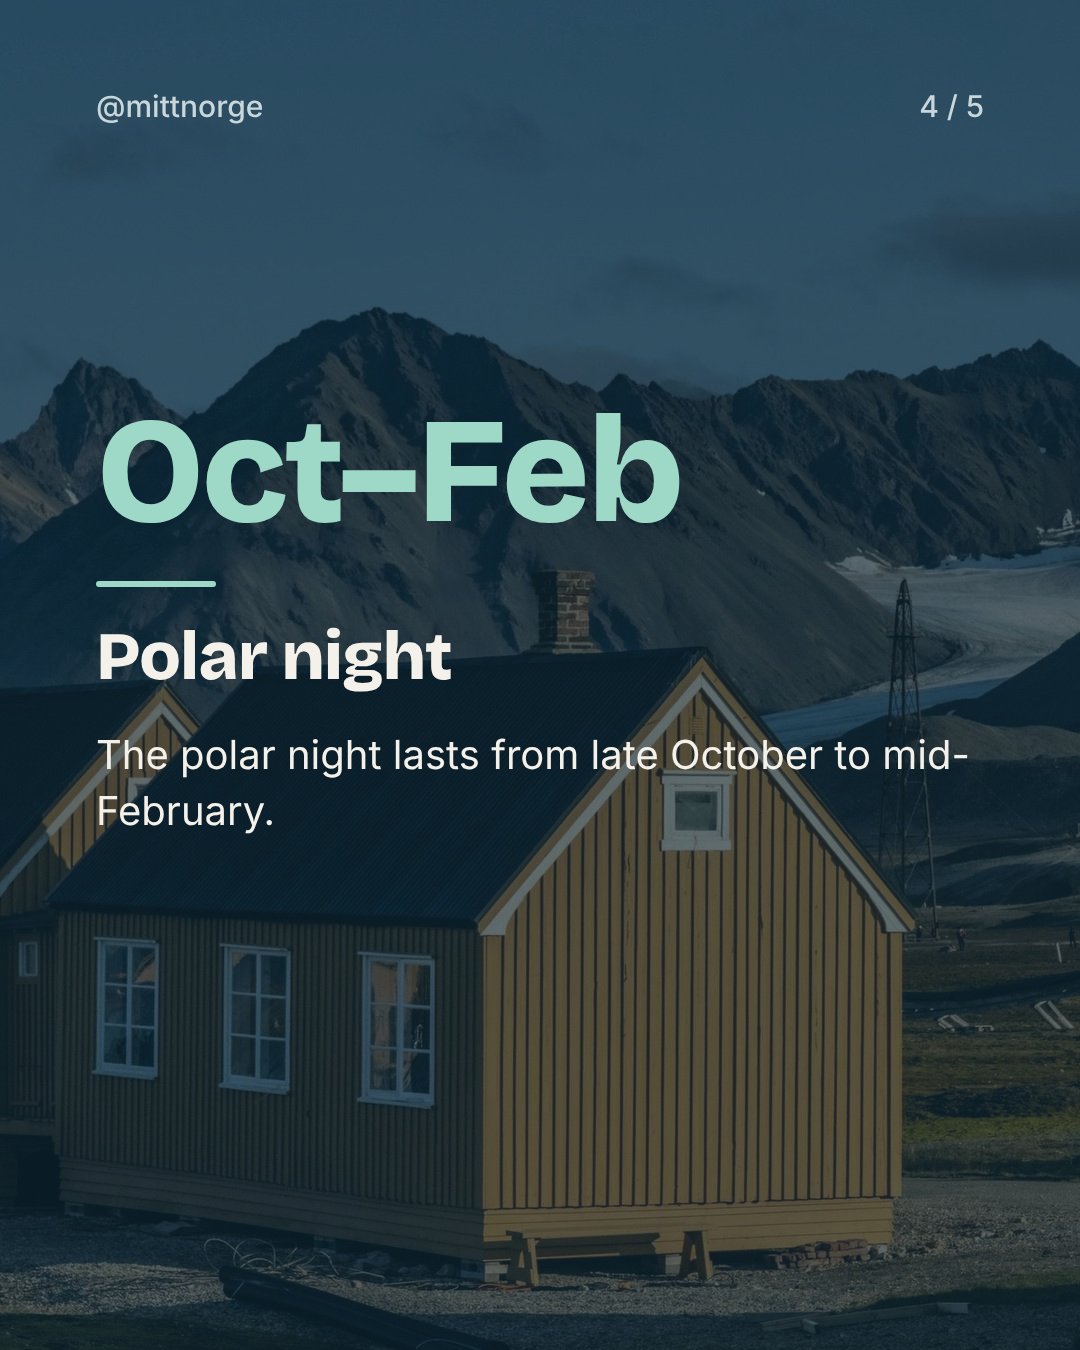 @mittnorge
4 / 5
Oct–Feb
Polar night
The polar night lasts from late October to mid-
February.